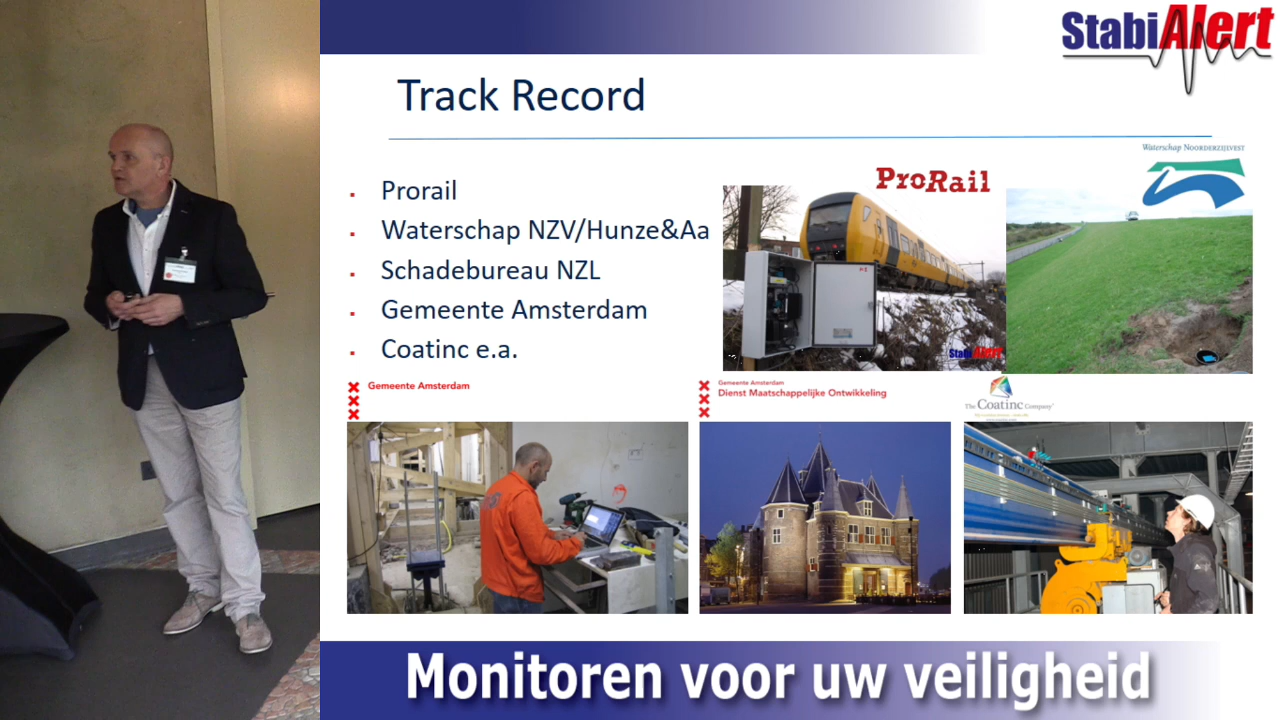 StabiAlert
Track Record
Waterschap NOORDERZIJLVEST
ProRail
Prorail
Waterschap NZV/Hunze&Aa
Schadebureau NZL
Gemeente Amsterdam
Coatinc e.a.
StabiAlert
Gemeente Amsterdam
Gemeente Amsterdam
Dienst Maatschappelijke Ontwikkeling
The Coatinc Company
Monitoren voor uw veiligheid